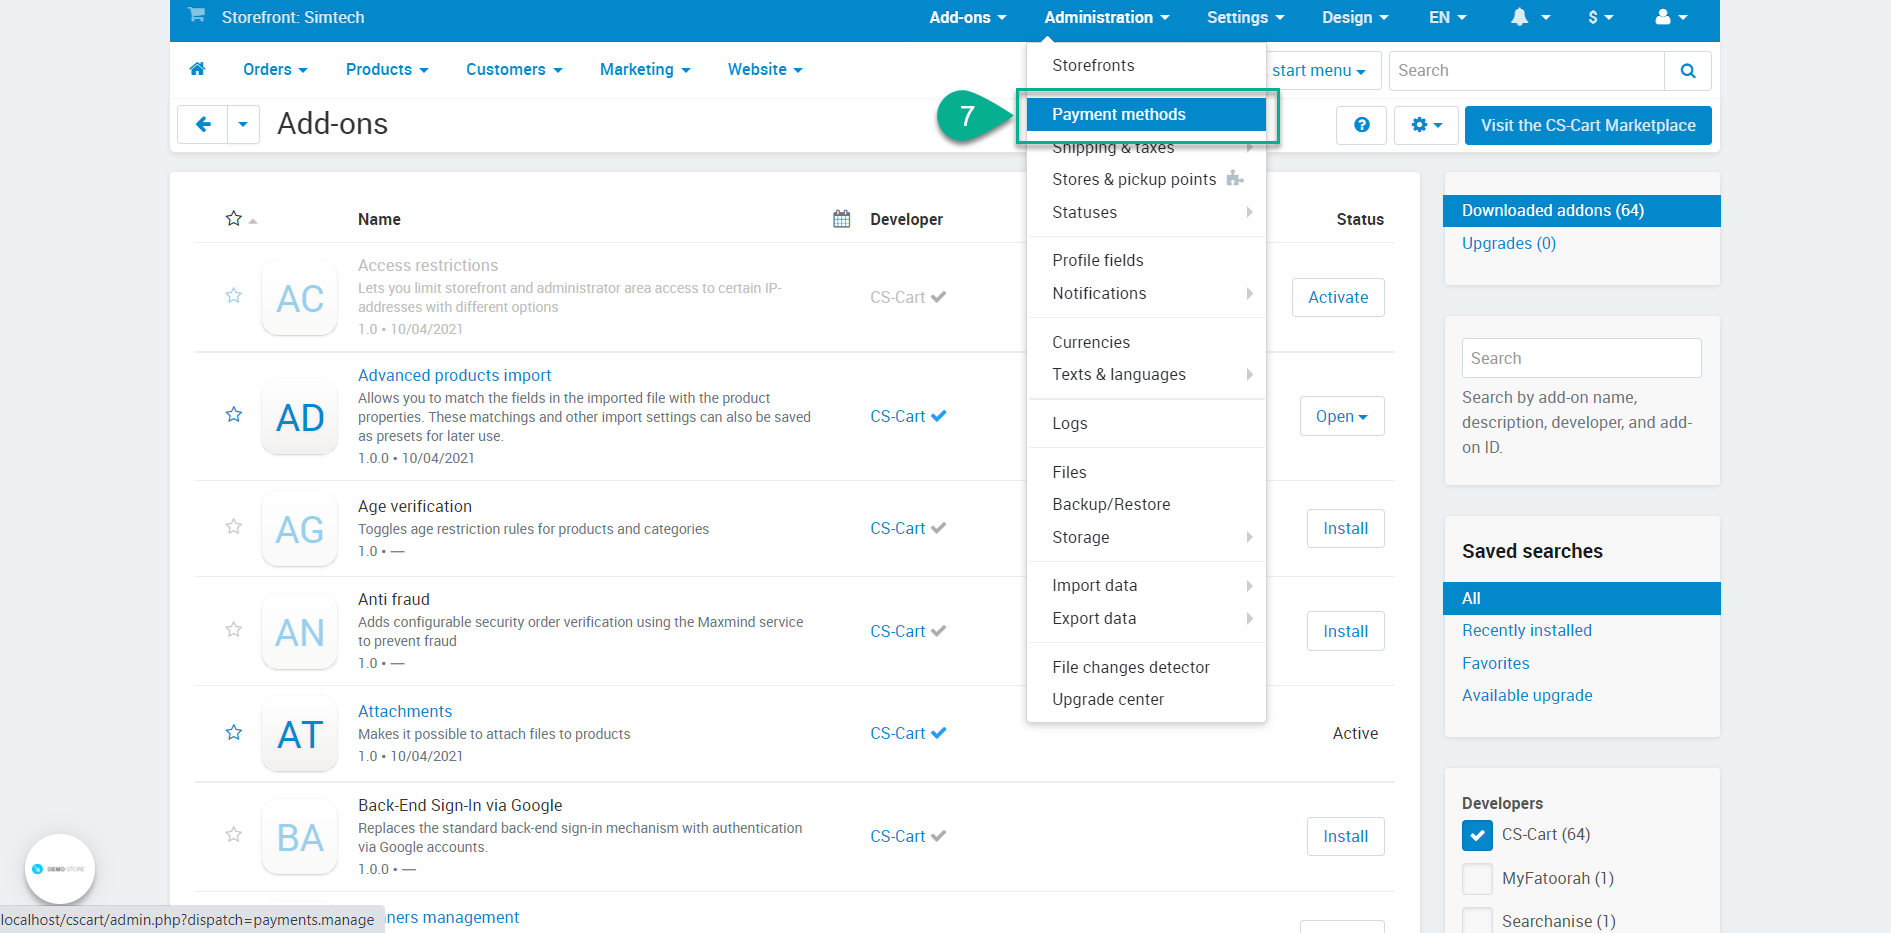 Storefront: Simtech
Add-ons
Administration
Settings
Design
EN
$
Orders
Products
Customers
Marketing
Website
start menu
Search
Add-ons
Visit the CS-Cart Marketplace
7
Storefronts
Payment methods
Shipping & taxes
Stores & pickup points
Statuses
Profile fields
Notifications
Currencies
Texts & languages
Logs
Files
Backup/Restore
Storage
Import data
Export data
File changes detector
Upgrade center
Name
Developer
Status
AC
Access restrictions
Lets you limit storefront and administrator area access to certain IP-
addresses with different options
1.0 • 10/04/2021
CS-Cart
Activate
AD
Advanced products import
Allows you to match the fields in the imported file with the product
properties. These matchings and other import settings can also be saved
as presets for later use.
1.0.0 • 10/04/2021
CS-Cart
Open
AG
Age verification
Toggles age restriction rules for products and categories
1.0 • —
CS-Cart
Install
AN
Anti fraud
Adds configurable security order verification using the Maxmind service
to prevent fraud
1.0 • —
CS-Cart
Install
AT
Attachments
Makes it possible to attach files to products
1.0 • 10/04/2021
CS-Cart
Active
BA
Back-End Sign-In via Google
Replaces the standard back-end sign-in mechanism with authentication
via Google accounts.
1.0.0 • —
CS-Cart
Install
ners management
Downloaded addons (64)
Upgrades (0)
Search
Search by add-on name,
description, developer, and add-
on ID.
Saved searches
All
Recently installed
Favorites
Available upgrade
Developers
CS-Cart (64)
MyFatoorah (1)
Searchanise (1)
DEMO STORE
localhost/cscart/admin.php?dispatch=payments.manage